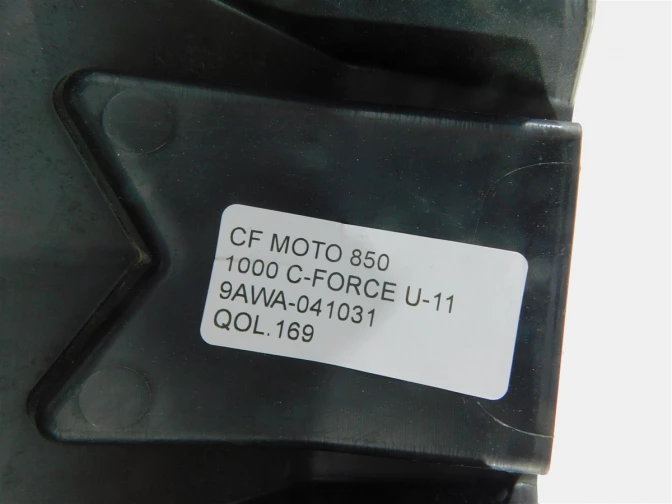 CF MOTO 850
1000 C-FORCE U-11
9AWA-041031
QOL.169